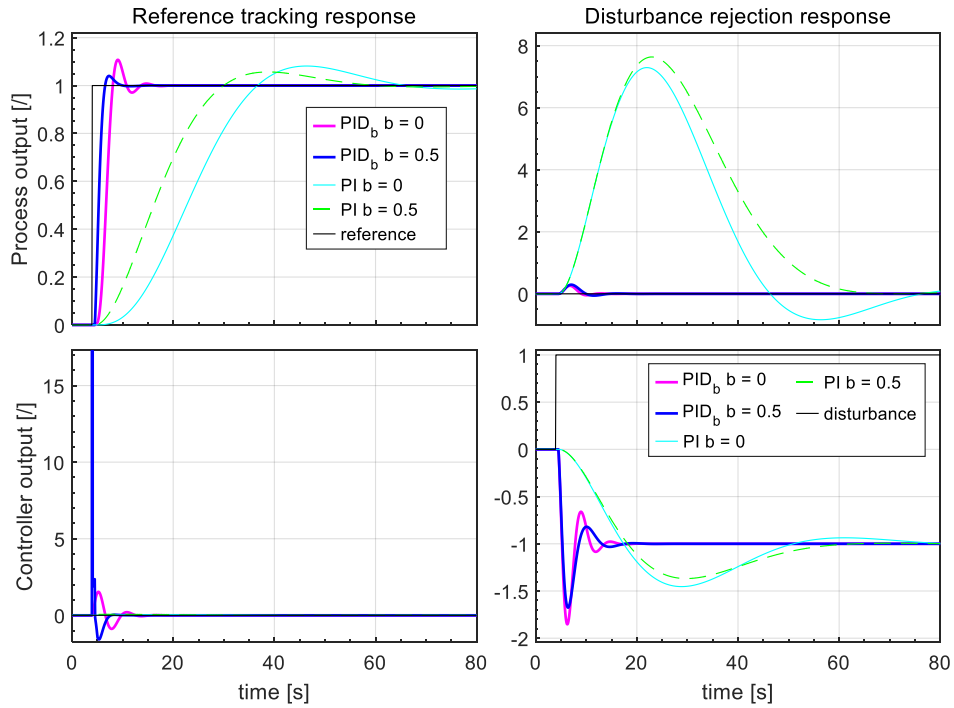 Reference tracking response
Process output [/]
1.2
1
0.8
0.6
0.4
0.2
0
PID_b b = 0
PID_b b = 0.5
PI b = 0
PI b = 0.5
reference
Disturbance rejection response
8
6
4
2
0
Controller output [/]
15
10
5
0
0 20 40 60 80
time [s]
1
0.5
0
-0.5
-1
-1.5
-2
PID_b b = 0
PID_b b = 0.5
PI b = 0
PI b = 0.5
disturbance
0 20 40 60 80
time [s]